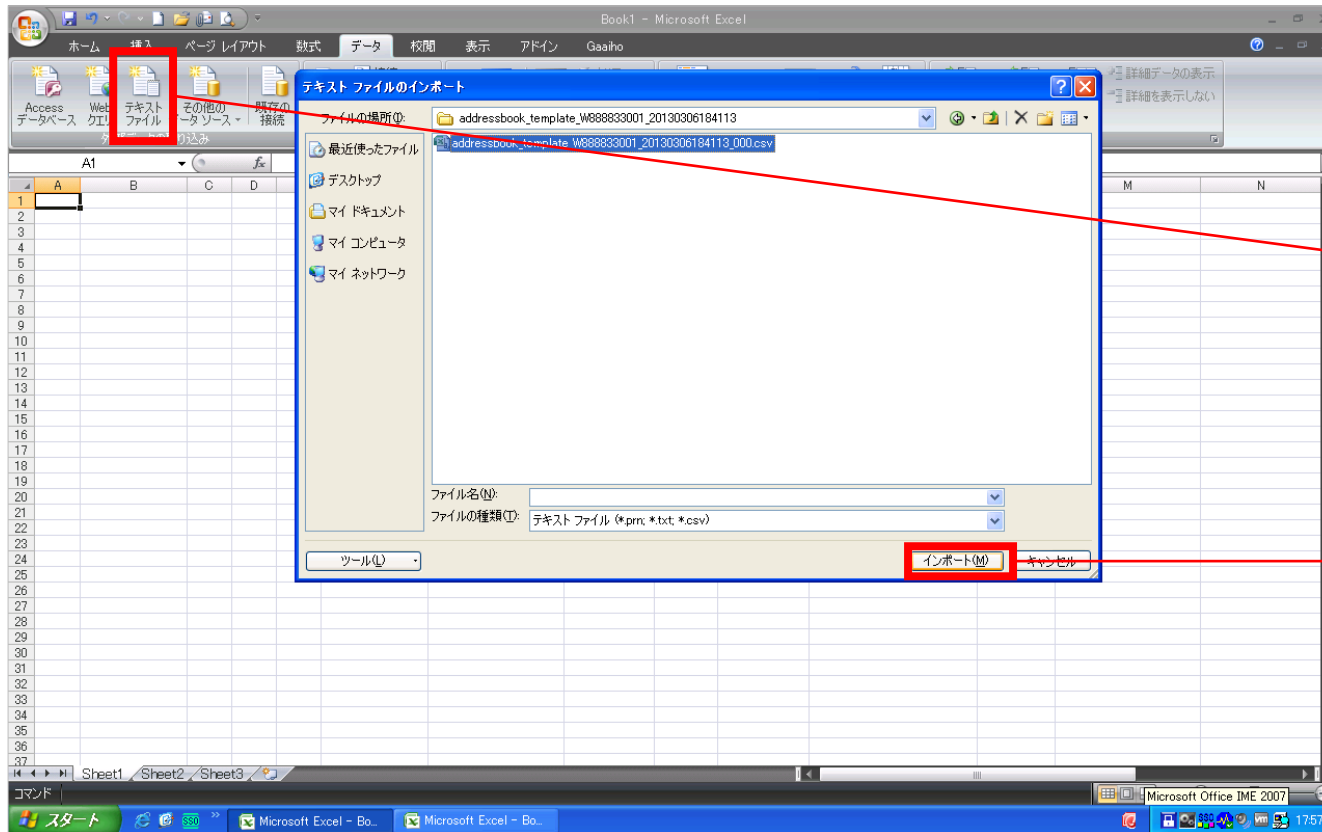 Book1 - Microsoft Excel
ホーム 挿入 ページ レイアウト 数式 データ 校閲 表示 アドイン Gaaiho
Access データベース
Web クエリ
テキスト ファイル
その他の データ ソース
既存の 接続
詳細データの表示
詳細を表示しない
テキスト ファイルのインポート
ファイルの場所(I):
addressbook_template_W888833001_20130306184113
addressbook_template_W888833001_20130306184113_000.csv
最近使ったファイル
デスクトップ
マイ ドキュメント
マイ コンピュータ
マイ ネットワーク
ファイル名(N):
ファイルの種類(T):
テキスト ファイル (*.prn; *.txt; *.csv)
ツール(L)
インポート(M)
キャンセル
A1
fx
A B C D M N
1
2
3
4
5
6
7
8
9
10
11
12
13
14
15
16
17
18
19
20
21
22
23
24
25
26
27
28
29
30
31
32
33
34
35
36
37
Sheet1 Sheet2 Sheet3
コマンド
Microsoft Office IME 2007
スタート
SSO
Microsoft Excel - Bo...
Microsoft Excel - Bo...
17:57